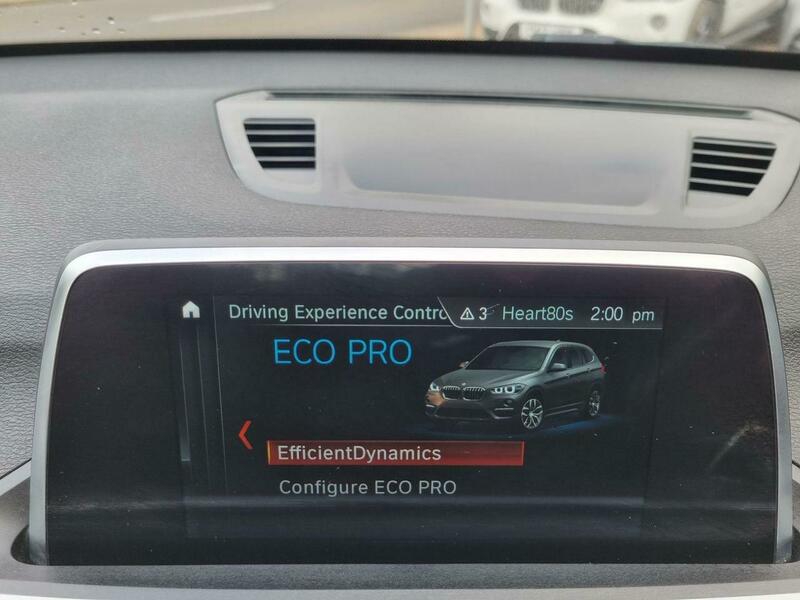 Driving Experience Contro
3 Heart80s 2:00 pm
ECO PRO
EfficientDynamics
Configure ECO PRO